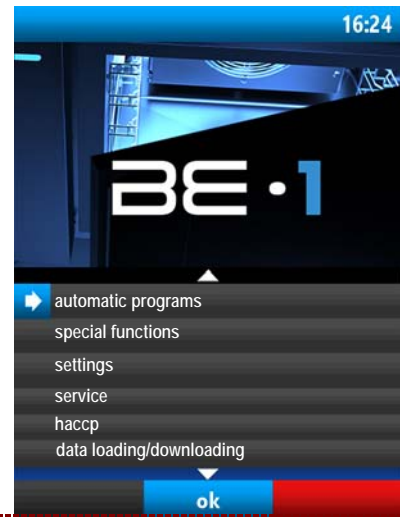 16:24
BE·1
automatic programs
special functions
settings
service
haccp
data loading/downloading
ok